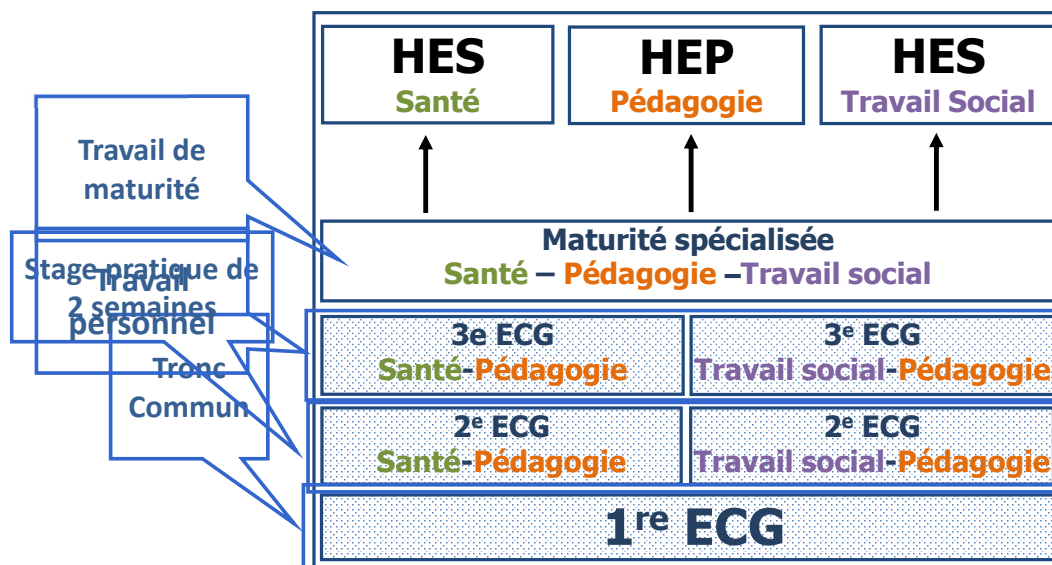 HES
Santé
HEP
Pédagogie
HES
Travail Social
Travail de
maturité
Maturité spécialisée
Santé – Pédagogie –Travail social
Stage pratique de
2 semaines
Travail
personnel
3e ECG
Santé-Pédagogie
3e ECG
Travail social-Pédagogie
Tronc
Commun
2e ECG
Santé-Pédagogie
2e ECG
Travail social-Pédagogie
1re ECG